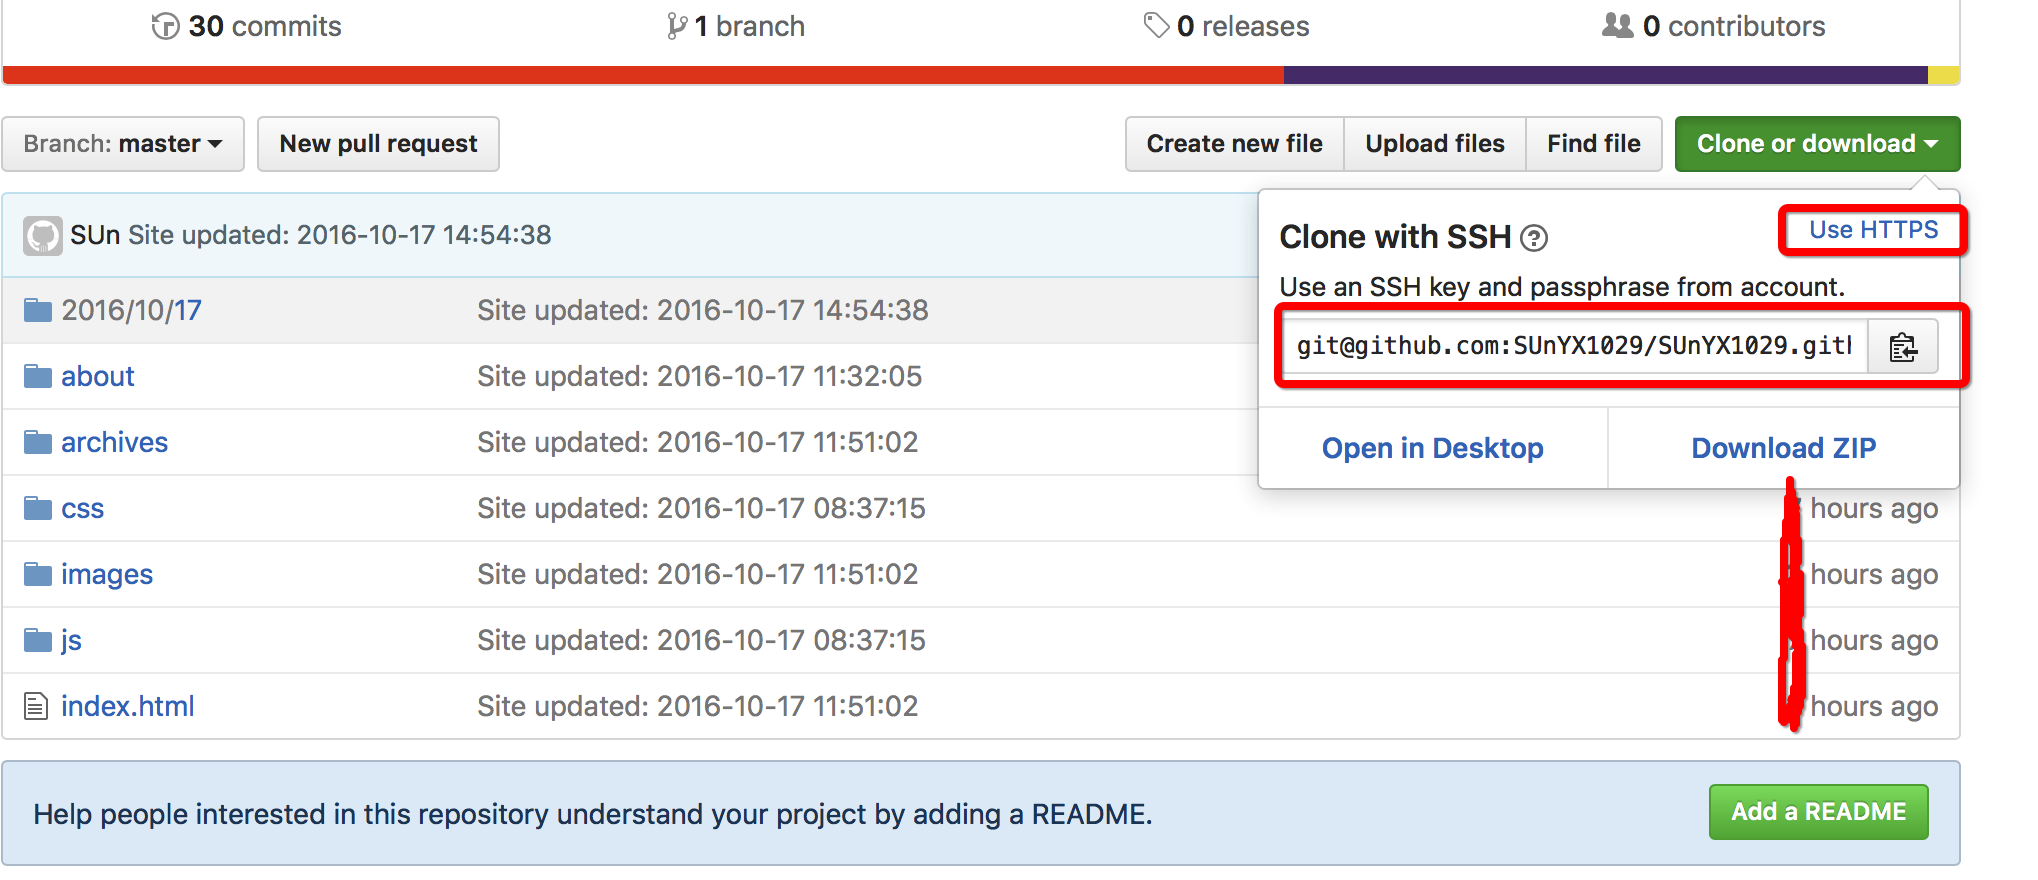 30 commits
1 branch
0 releases
0 contributors
Branch: master
New pull request
Create new file
Upload files
Find file
Clone or download
SUn Site updated: 2016-10-17 14:54:38
Clone with SSH ?
Use HTTPS
Use an SSH key and passphrase from account.
git@github.com:SUnYX1029/SUnYX1029.git
Open in Desktop
Download ZIP
2016/10/17 Site updated: 2016-10-17 14:54:38
about Site updated: 2016-10-17 11:32:05
archives Site updated: 2016-10-17 11:51:02
css Site updated: 2016-10-17 08:37:15 hours ago
images Site updated: 2016-10-17 11:51:02 hours ago
js Site updated: 2016-10-17 08:37:15 hours ago
index.html Site updated: 2016-10-17 11:51:02 hours ago
Help people interested in this repository understand your project by adding a README.
Add a README